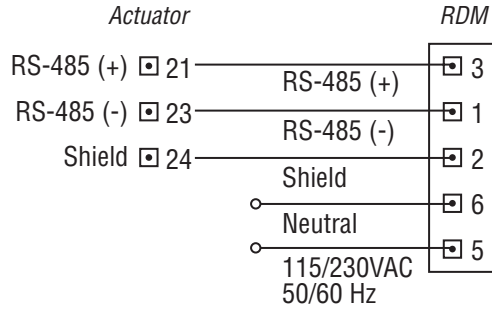 Actuator RDM
RS-485 (+) 21 3
RS-485 (+)
RS-485 (-) 23 1
RS-485 (-)
Shield 24 2
Shield
6
Neutral
5
115/230VAC
50/60 Hz